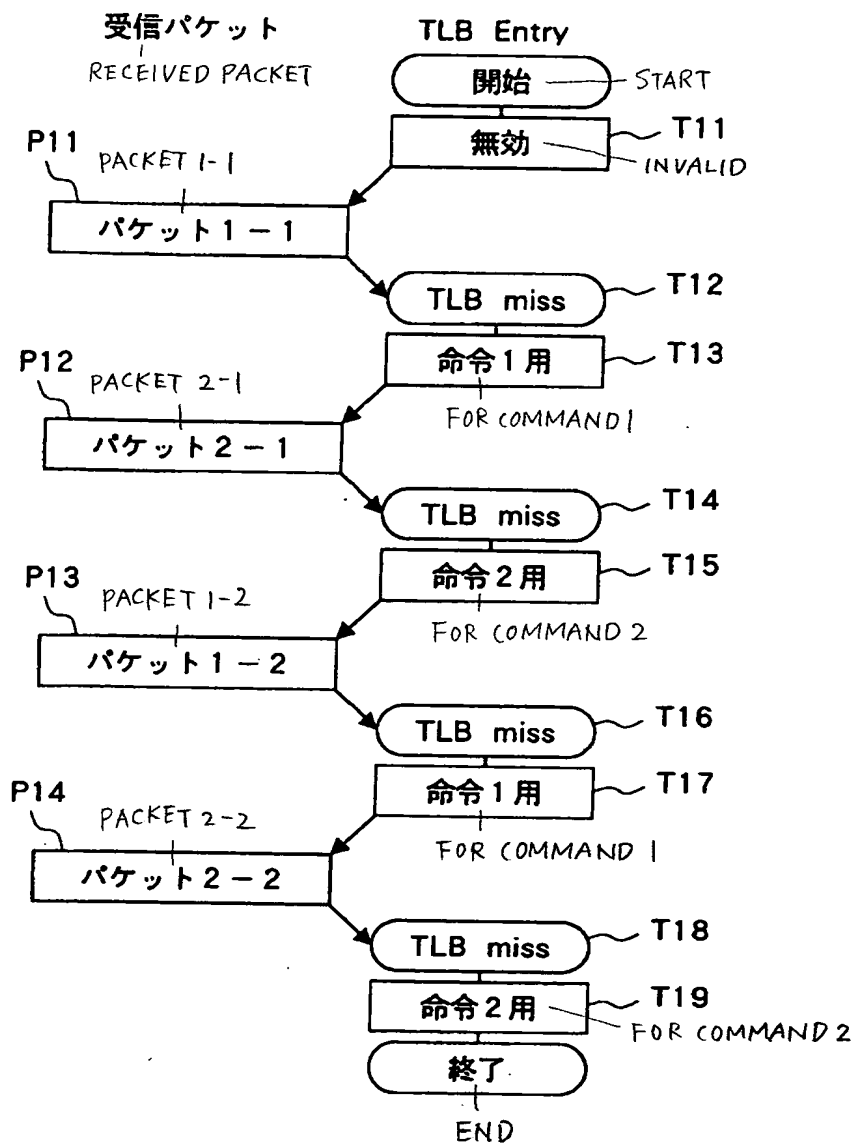 受信パケット
TLB Entry
RECEIVED PACKET
開始
START
無効
T11
INVALID
P11
PACKET 1-1
パケット1-1
TLB miss
T12
命令1用
T13
FOR COMMAND 1
P12
PACKET 2-1
パケット2-1
TLB miss
T14
命令2用
T15
FOR COMMAND 2
P13
PACKET 1-2
パケット1-2
TLB miss
T16
命令1用
T17
FOR COMMAND 1
P14
PACKET 2-2
パケット2-2
TLB miss
T18
命令2用
T19
FOR COMMAND 2
終了
END